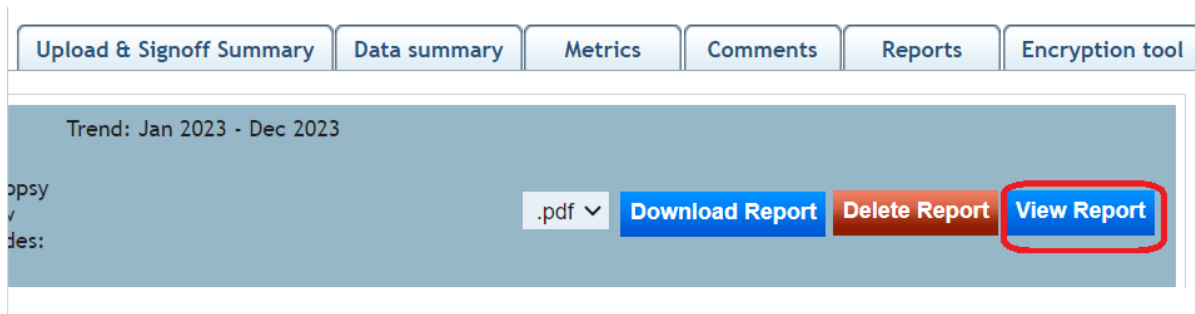 Upload & Signoff Summary Data summary Metrics Comments Reports Encryption tool
Trend: Jan 2023 - Dec 2023
opsy
.pdf Download Report Delete Report View Report
des: